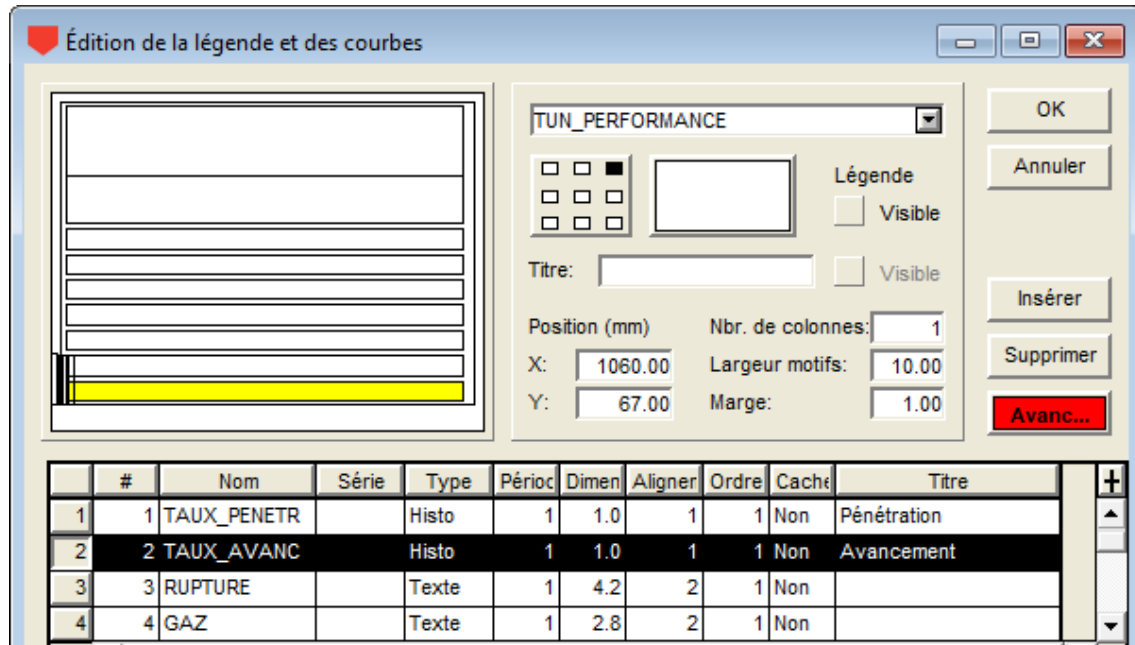 Édition de la légende et des courbes
TUN_PERFORMANCE
OK
Annuler
Légende
Visible
Titre:
Visible
Insérer
Position (mm)
Nbr. de colonnes: 1
Supprimer
X: 1060.00
Largeur motifs: 10.00
Y: 67.00
Marge: 1.00
Avanc...
# Nom Série Type Périod Dimen Aligner Ordre Cache Titre
1 1 TAUX_PENETR Histo 1 1.0 1 1 Non Pénétration
2 2 TAUX_AVANC Histo 1 1.0 1 1 Non Avancement
3 3 RUPTURE Texte 1 4.2 2 1 Non
4 4 GAZ Texte 1 2.8 2 1 Non